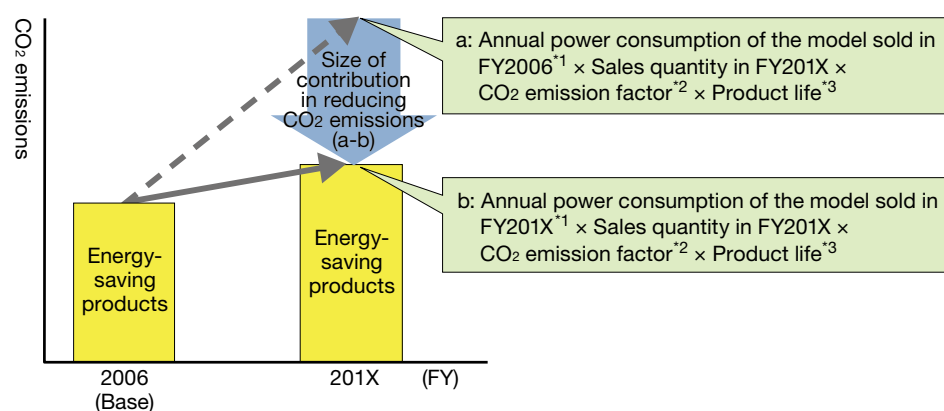 CO2 emissions
Size of
contribution
in reducing
CO2 emissions
(a-b)
a: Annual power consumption of the model sold in
FY2006*1 × Sales quantity in FY201X ×
CO2 emission factor*2 × Product life*3
b: Annual power consumption of the model sold in
FY201X*1 × Sales quantity in FY201X ×
CO2 emission factor*2 × Product life*3
Energy-
saving
products
Energy-
saving
products
2006
(Base)
201X
(FY)